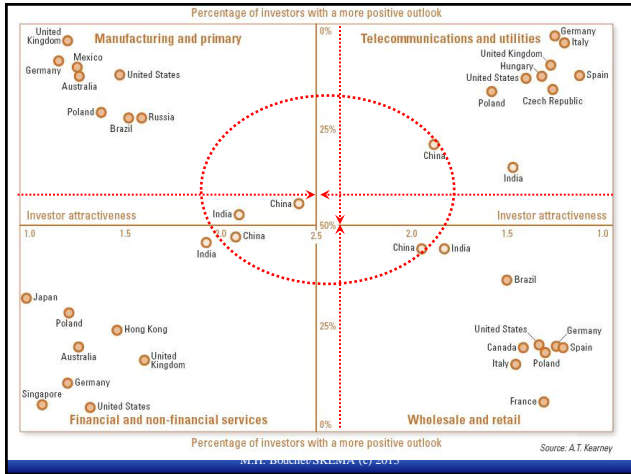 Percentage of investors with a more positive outlook
Manufacturing and primary
Telecommunications and utilities
0%
United
Kingdom
Mexico
Germany
Australia
United States
Poland
Brazil
Russia
Germany
Italy
United Kingdom
Hungary
United States
Spain
Poland
Czech Republic
25%
China
India
China
India
Investor attractiveness
Investor attractiveness
1.0
1.5
2.0
2.5
50%
2.0
1.5
1.0
China
India
China
India
Japan
Poland
Hong Kong
Australia
United
Kingdom
Germany
Singapore
United States
25%
Brazil
United States
Germany
Canada
Spain
Italy
Poland
France
Financial and non-financial services
Wholesale and retail
0%
Percentage of investors with a more positive outlook
Source: A.T. Kearney
M.H. Bouchet/SKEMA (c) 2015